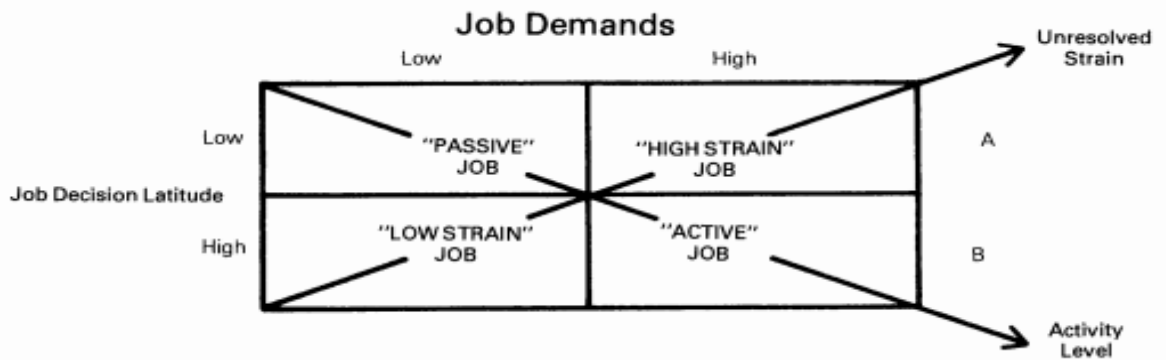 Job Demands
Low
High
Unresolved
Strain
Low
"PASSIVE"
JOB
"HIGH STRAIN"
JOB
A
Job Decision Latitude
High
"LOW STRAIN"
JOB
"ACTIVE"
JOB
B
Activity
Level